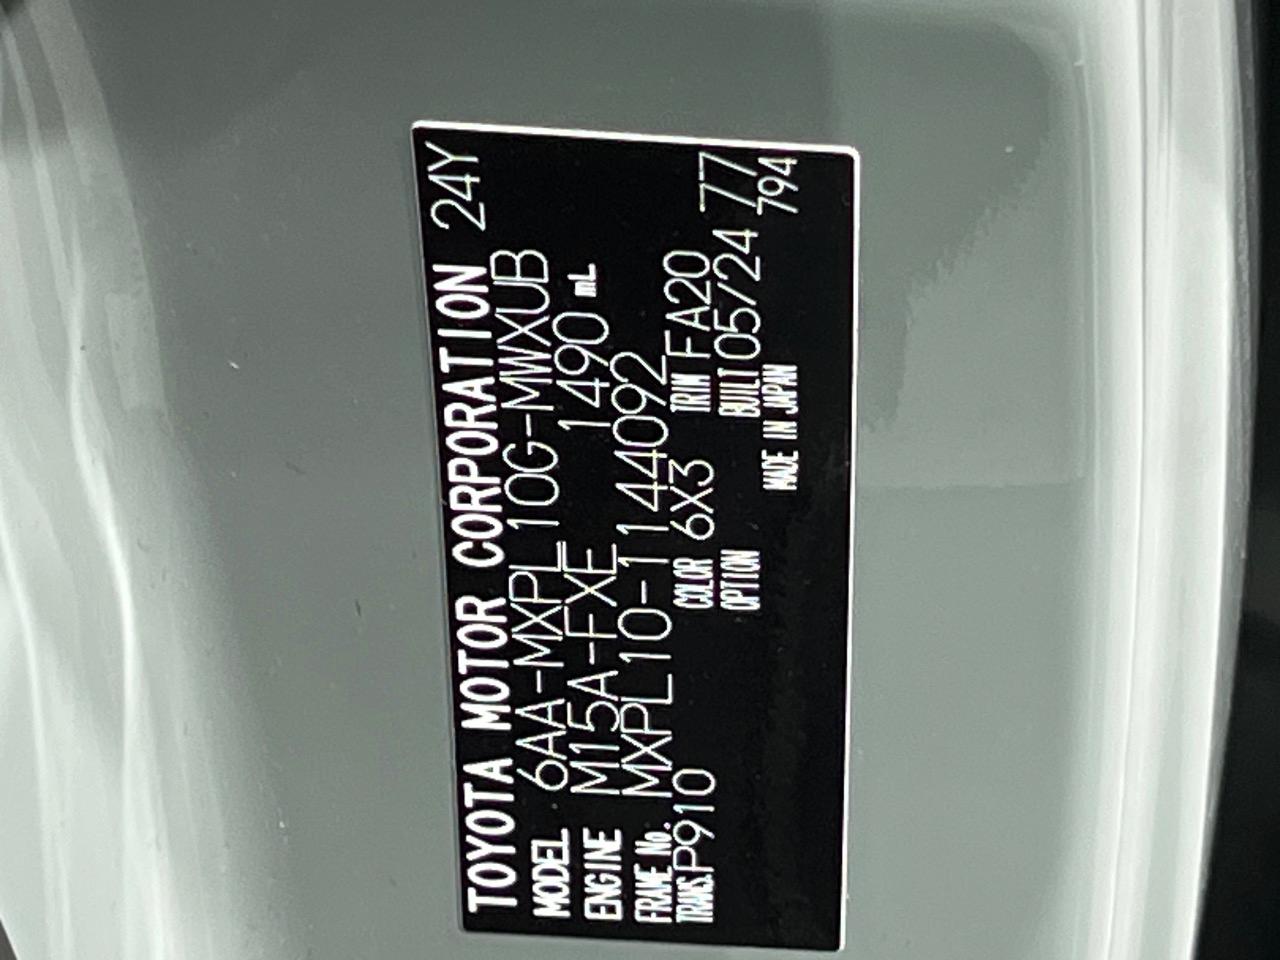 TOYOTA MOTOR CORPORATION 24Y
MODEL 6AA-MXPL10G-MWXUB
ENGINE M15A-FXE 1490 mL
FRAME No. MXPL10-1144092
TRANS. P910 COLOR 6X3 TRIM FA20 77
OPTION BUILT 05/24 794
MADE IN JAPAN